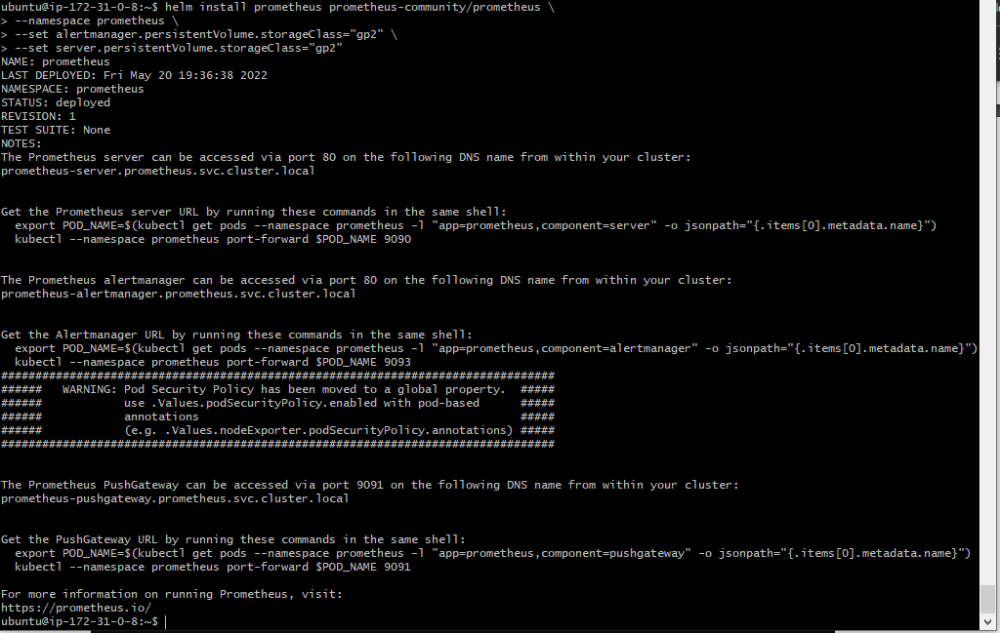 ubuntu@ip-172-31-0-8:~$ helm install prometheus prometheus-community/prometheus \
> --namespace prometheus \
> --set alertmanager.persistentVolume.storageClass="gp2" \
> --set server.persistentVolume.storageClass="gp2"
NAME: prometheus
LAST DEPLOYED: Fri May 20 19:36:38 2022
NAMESPACE: prometheus
STATUS: deployed
REVISION: 1
TEST SUITE: None
NOTES:
The Prometheus server can be accessed via port 80 on the following DNS name from within your cluster:
prometheus-server.prometheus.svc.cluster.local
Get the Prometheus server URL by running these commands in the same shell:
  export POD_NAME=$(kubectl get pods --namespace prometheus -l "app=prometheus,component=server" -o jsonpath="{.items[0].metadata.name}")
  kubectl --namespace prometheus port-forward $POD_NAME 9090
The Prometheus alertmanager can be accessed via port 80 on the following DNS name from within your cluster:
prometheus-alertmanager.prometheus.svc.cluster.local
Get the Alertmanager URL by running these commands in the same shell:
  export POD_NAME=$(kubectl get pods --namespace prometheus -l "app=prometheus,component=alertmanager" -o jsonpath="{.items[0].metadata.name}")
  kubectl --namespace prometheus port-forward $POD_NAME 9093
#################################################################################
######   WARNING: Pod Security Policy has been moved to a global property.  #####
######            use .Values.podSecurityPolicy.enabled with pod-based      #####
######            annotations                                               #####
######            (e.g. .Values.nodeExporter.podSecurityPolicy.annotations) #####
#################################################################################
The Prometheus PushGateway can be accessed via port 9091 on the following DNS name from within your cluster:
prometheus-pushgateway.prometheus.svc.cluster.local
Get the PushGateway URL by running these commands in the same shell:
  export POD_NAME=$(kubectl get pods --namespace prometheus -l "app=prometheus,component=pushgateway" -o jsonpath="{.items[0].metadata.name}")
  kubectl --namespace prometheus port-forward $POD_NAME 9091
For more information on running Prometheus, visit:
https://prometheus.io/
ubuntu@ip-172-31-0-8:~$